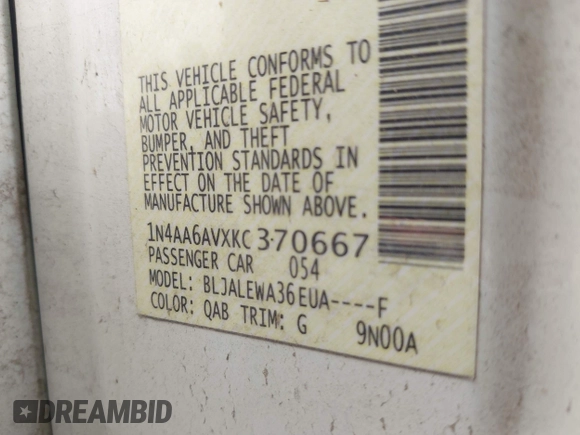 THIS VEHICLE CONFORMS TO
ALL APPLICABLE FEDERAL
MOTOR VEHICLE SAFETY,
BUMPER, AND THEFT
PREVENTION STANDARDS IN
EFFECT ON THE DATE OF
MANUFACTURE SHOWN ABOVE.
1N4AA6AVXKC370667
PASSENGER CAR 054
MODEL: BLJALEWA36EUA----F
COLOR: QAB TRIM: G 9N00A
DREAMBID